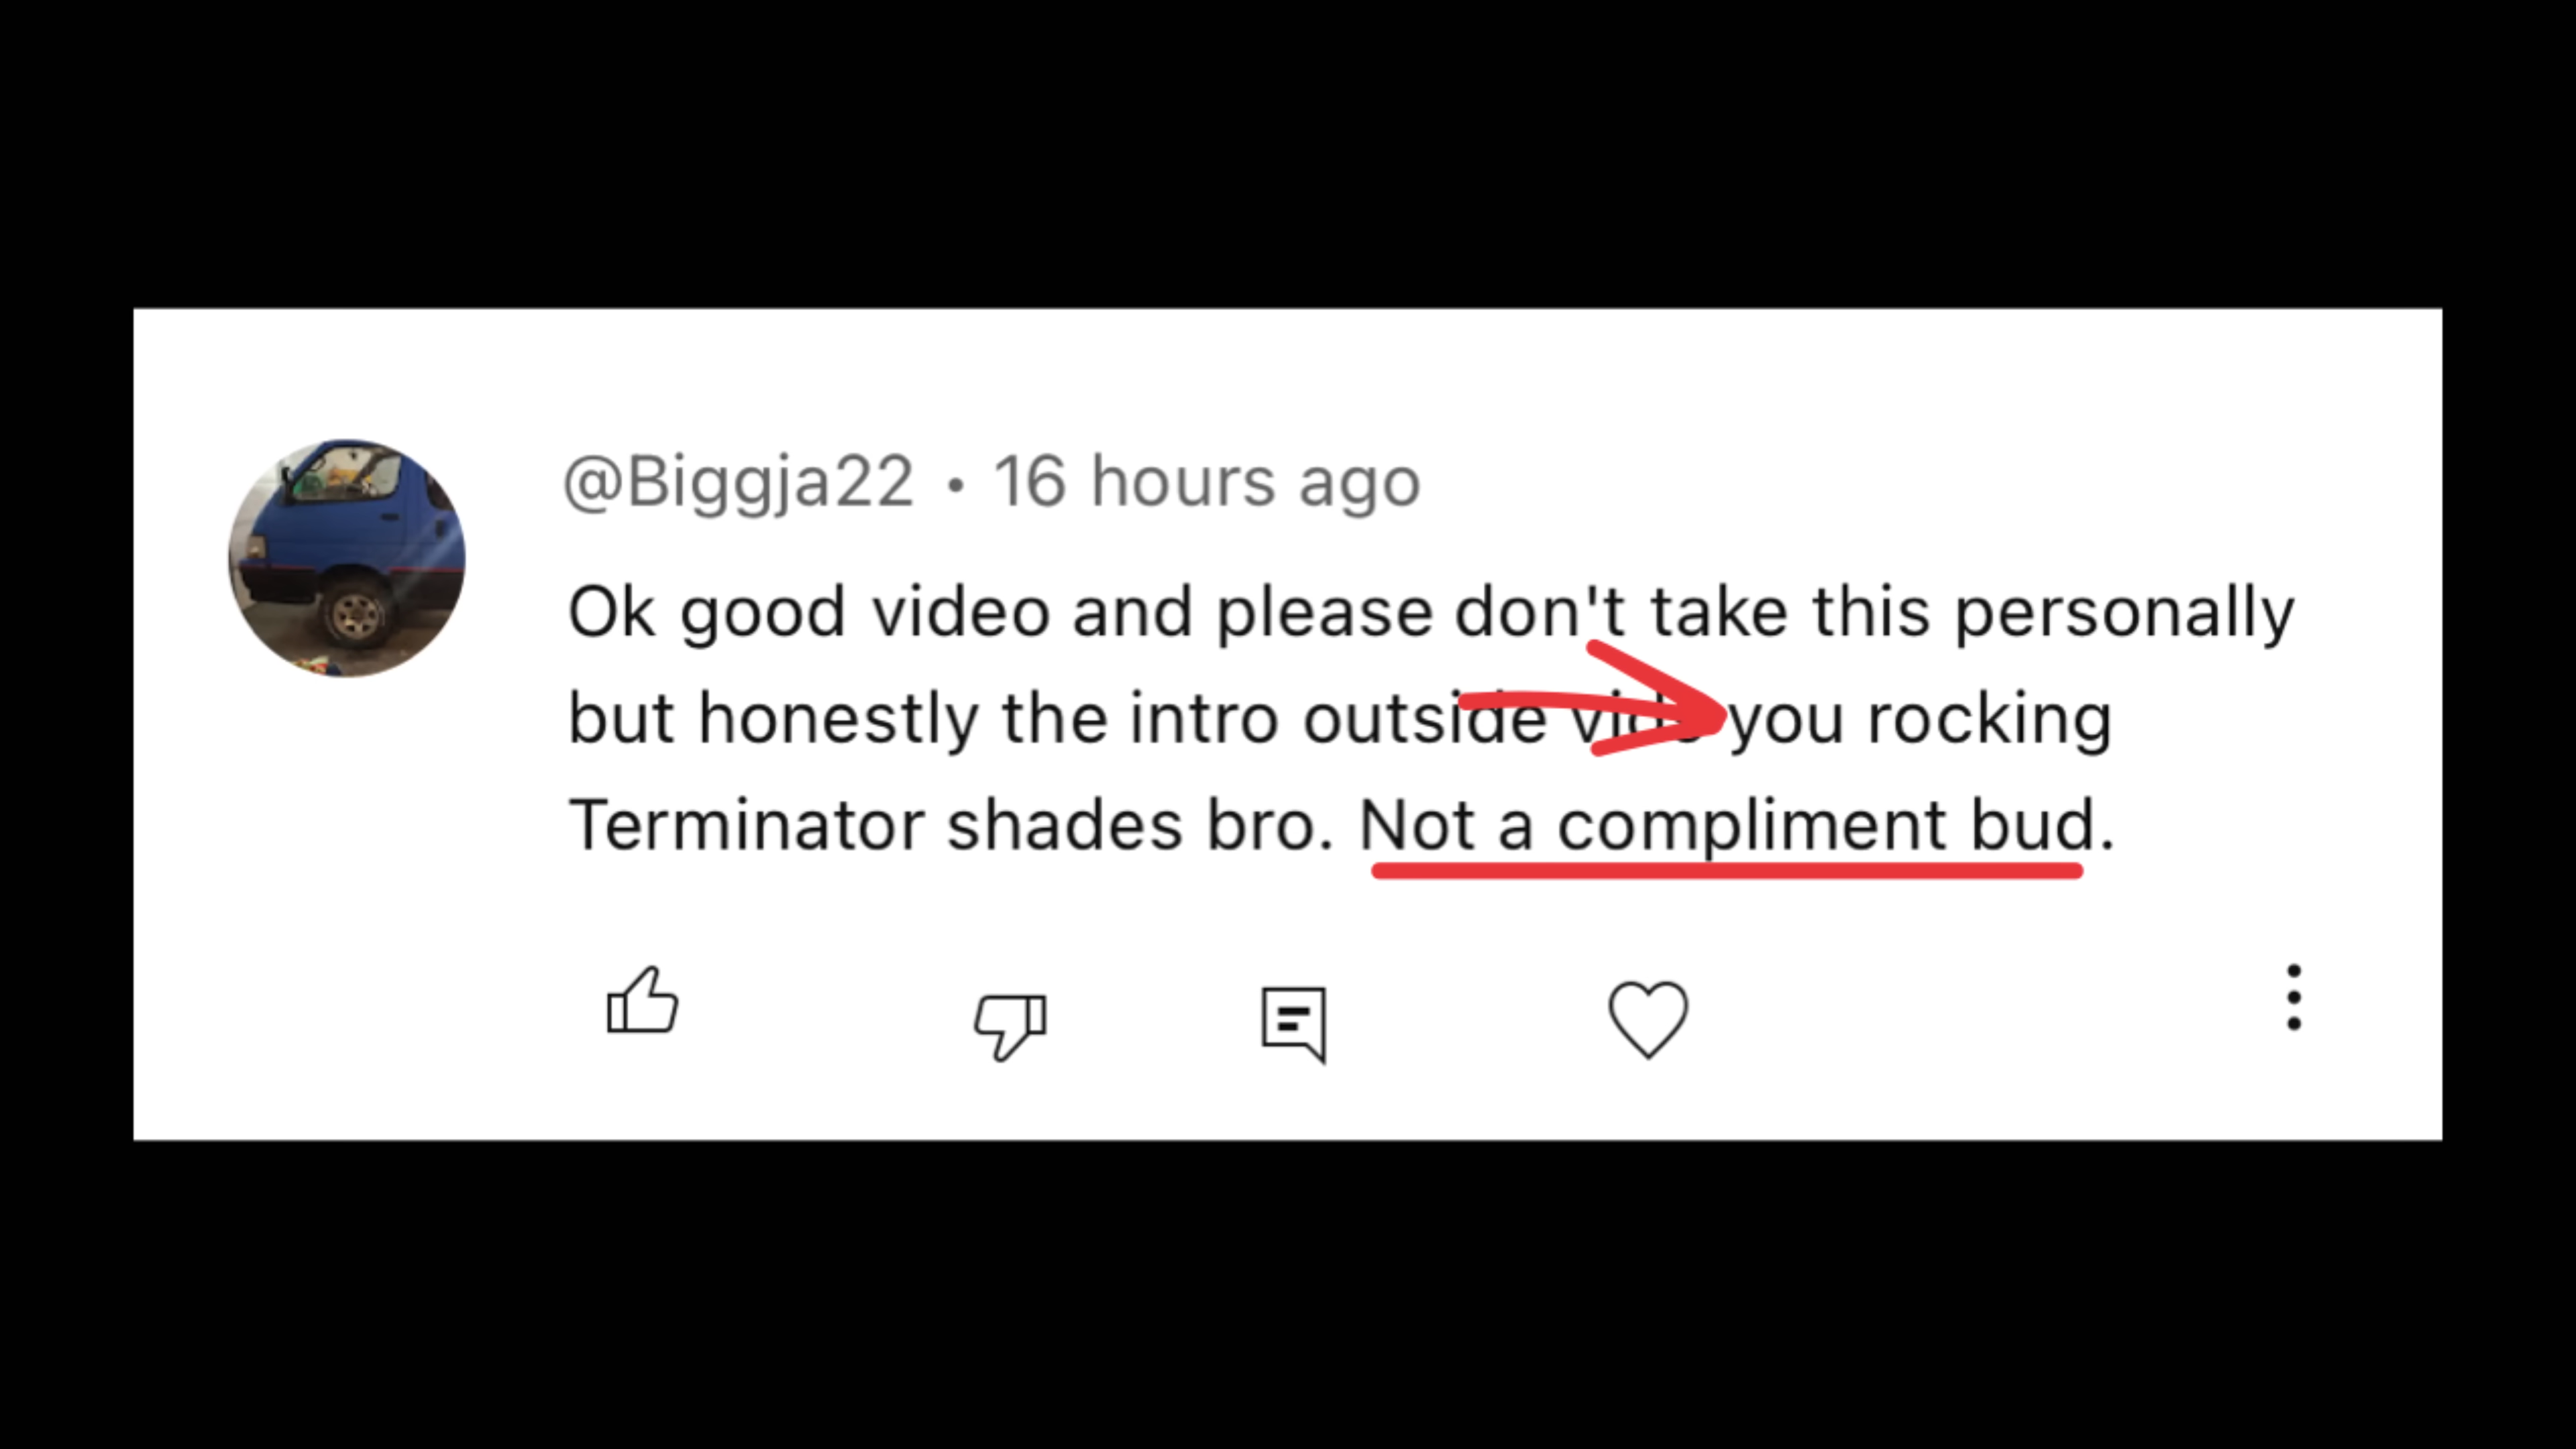 @Biggja22 • 16 hours ago
Ok good video and please don't take this personally
but honestly the intro outside you rocking
Terminator shades bro. Not a compliment bud.